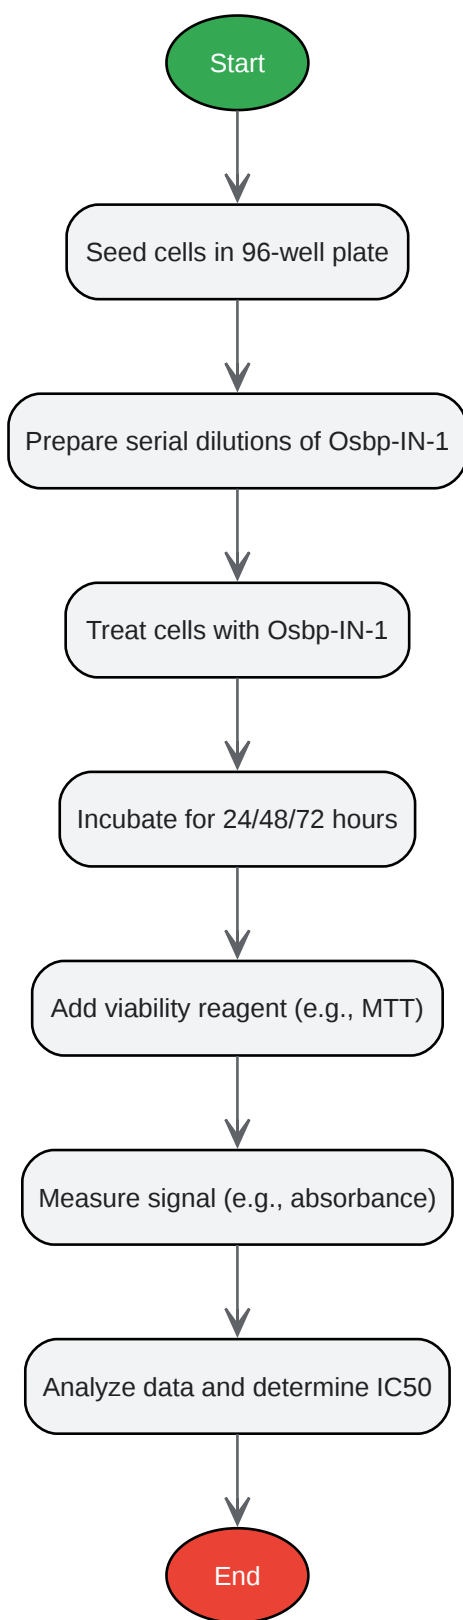 Start
Seed cells in 96-well plate
Prepare serial dilutions of Osbp-IN-1
Treat cells with Osbp-IN-1
Incubate for 24/48/72 hours
Add viability reagent (e.g., MTT)
Measure signal (e.g., absorbance)
Analyze data and determine IC50
End